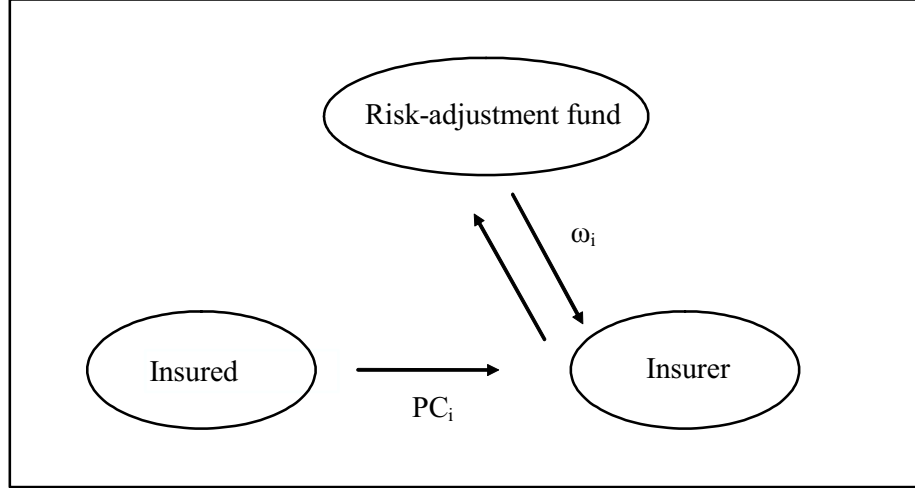 Risk-adjustment fund
ωᵢ
Insured
Insurer
PCᵢ